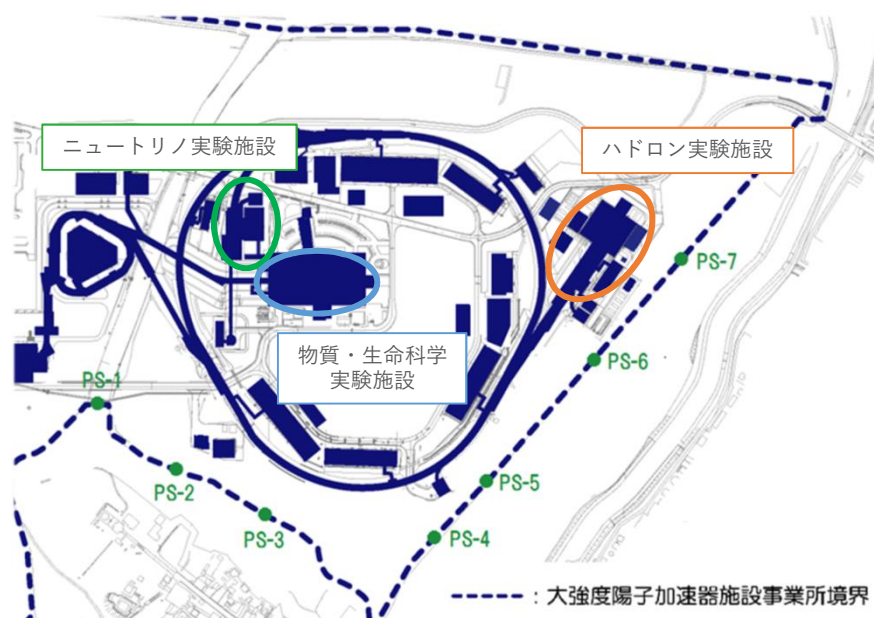 ニュートリノ実験施設
ハドロン実験施設
物質・生命科学
実験施設
PS-7
PS-6
PS-1
PS-5
PS-2
PS-3
PS-4
：大強度陽子加速器施設事業所境界